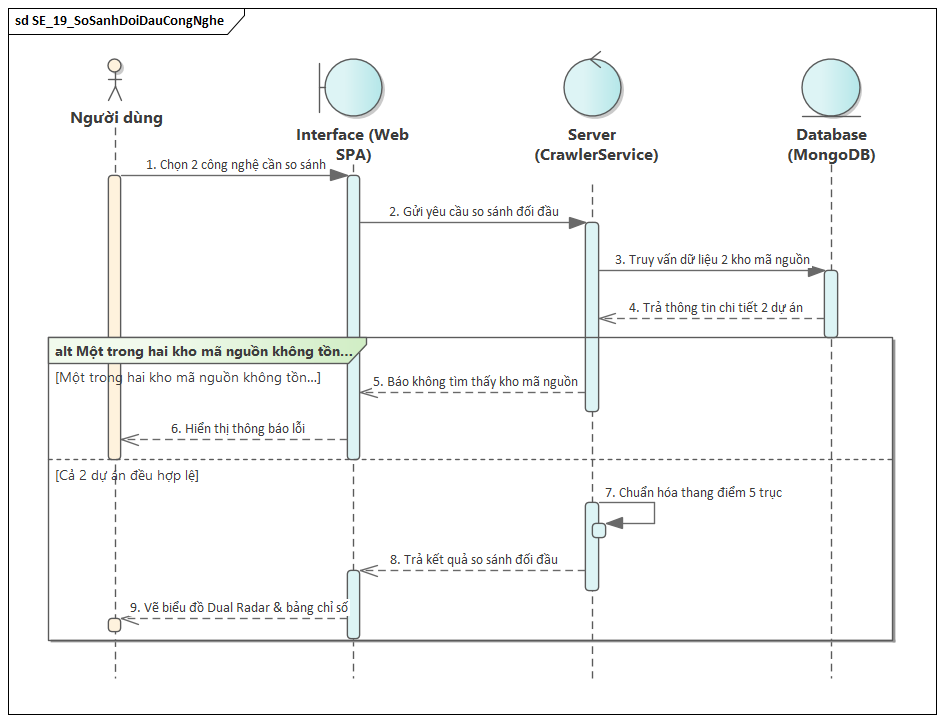 sd SE_19_SoSanhDoiDauCongNghe
Người dùng
Interface (Web
SPA)
Server
(CrawlerService)
Database
(MongoDB)
1. Chọn 2 công nghệ cần so sánh
2. Gửi yêu cầu so sánh đối đầu
3. Truy vấn dữ liệu 2 kho mã nguồn
4. Trả thông tin chi tiết 2 dự án
alt Một trong hai kho mã nguồn không tồn...
[Một trong hai kho mã nguồn không tồn...]
5. Báo không tìm thấy kho mã nguồn
6. Hiển thị thông báo lỗi
[Cả 2 dự án đều hợp lệ]
7. Chuẩn hóa thang điểm 5 trục
8. Trả kết quả so sánh đối đầu
9. Vẽ biểu đồ Dual Radar & bảng chỉ số